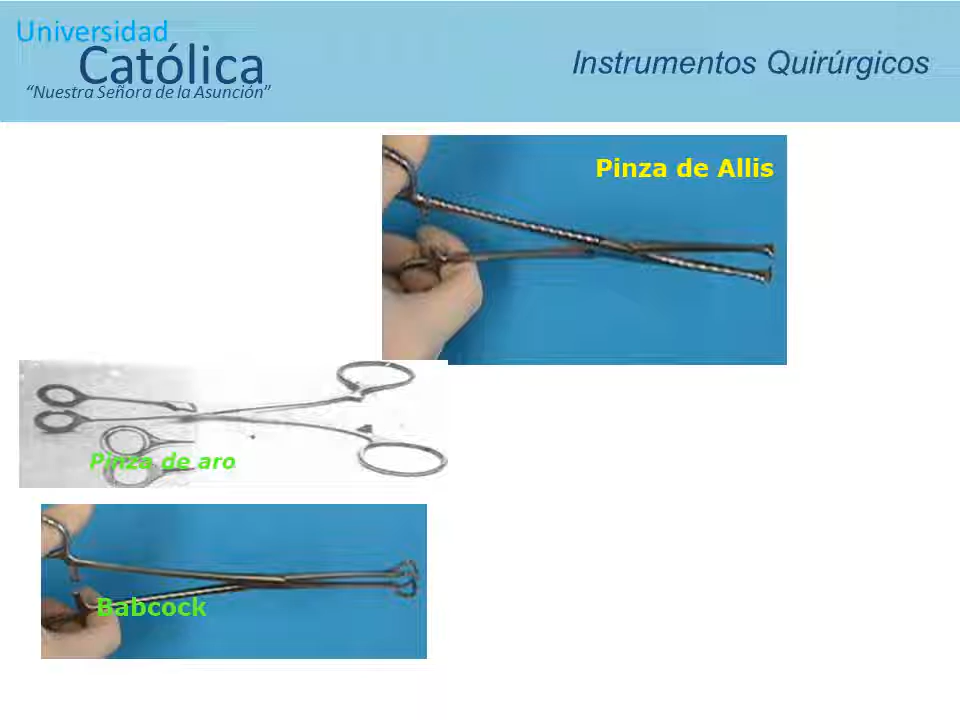 Universidad
Católica
“Nuestra Señora de la Asunción”
Instrumentos Quirúrgicos
Pinza de Allis
Pinza de aro
Babcock